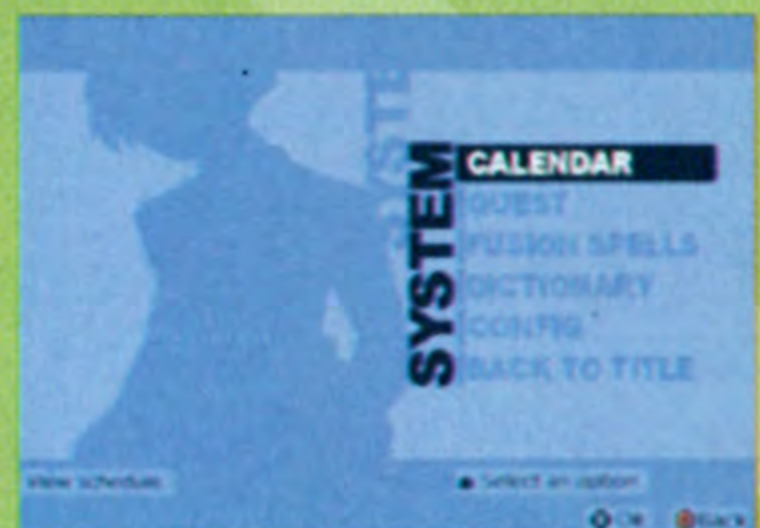 SYSTEM
CALENDAR
QUEST
FUSION SPELLS
DICTIONARY
CONFIG
BACK TO TITLE
View schedule
Select an option
OK Back